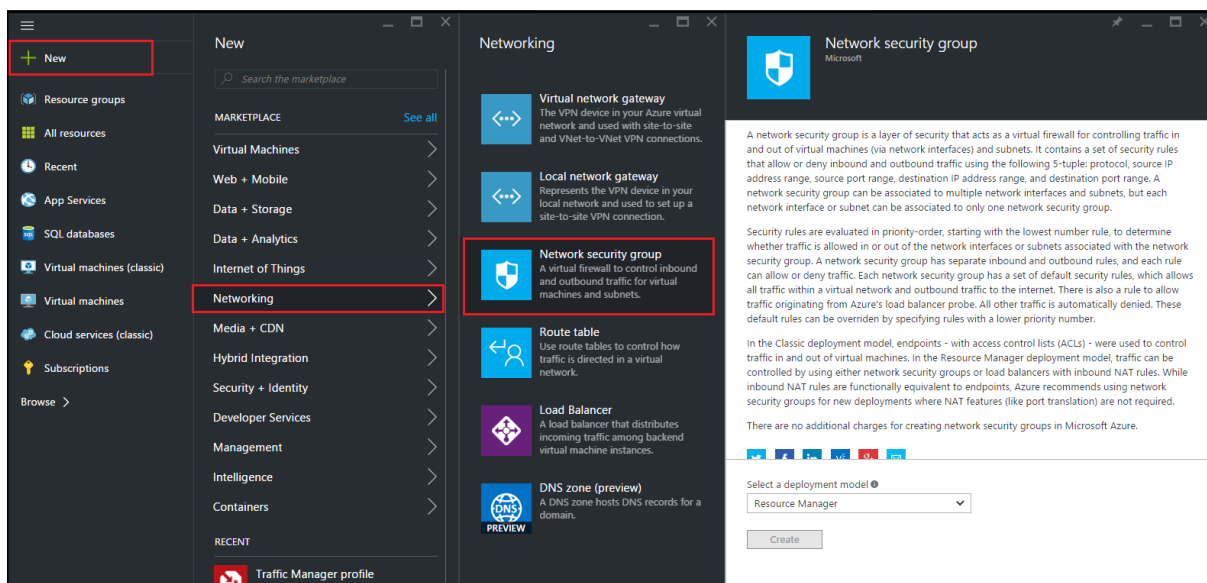 New
Resource groups
All resources
Recent
App Services
SQL databases
Virtual machines (classic)
Virtual machines
Cloud services (classic)
Subscriptions
Browse
New
Search the marketplace
MARKETPLACE See all
Virtual Machines
Web + Mobile
Data + Storage
Data + Analytics
Internet of Things
Networking
Media + CDN
Hybrid Integration
Security + Identity
Developer Services
Management
Intelligence
Containers
RECENT
Traffic Manager profile
Networking
Virtual network gateway
The VPN device in your Azure virtual
network and used with site-to-site
and VNet-to-VNet VPN connections.
Local network gateway
Represents the VPN device in your
local network and used to set up a
site-to-site VPN connection.
Network security group
A virtual firewall to control inbound
and outbound traffic for virtual
machines and subnets.
Route table
Use route tables to control how
traffic is directed in a virtual
network.
Load Balancer
A load balancer that distributes
incoming traffic among backend
virtual machine instances.
DNS zone (preview)
A DNS zone hosts DNS records for a
domain.
DNS
PREVIEW
Network security group
Microsoft
A network security group is a layer of security that acts as a virtual firewall for controlling traffic in
and out of virtual machines (via network interfaces) and subnets. It contains a set of security rules
that allow or deny inbound and outbound traffic using the following 5-tuple: protocol, source IP
address range, source port range, destination IP address range, and destination port range. A
network security group can be associated to multiple network interfaces and subnets, but each
network interface or subnet can be associated to only one network security group.
Security rules are evaluated in priority-order, starting with the lowest number rule, to determine
whether traffic is allowed in or out of the network interfaces or subnets associated with the network
security group. A network security group has separate inbound and outbound rules, and each rule
can allow or deny traffic. Each network security group has a set of default security rules, which allows
all traffic within a virtual network and outbound traffic to the internet. There is also a rule to allow
traffic originating from Azure's load balancer probe. All other traffic is automatically denied. These
default rules can be overriden by specifying rules with a lower priority number.
In the Classic deployment model, endpoints - with access control lists (ACLs) - were used to control
traffic in and out of virtual machines. In the Resource Manager deployment model, traffic can be
controlled by using either network security groups or load balancers with inbound NAT rules. While
inbound NAT rules are functionally equivalent to endpoints, Azure recommends using network
security groups for new deployments where NAT features (like port translation) are not required.
There are no additional charges for creating network security groups in Microsoft Azure.
Select a deployment model
Resource Manager
Create